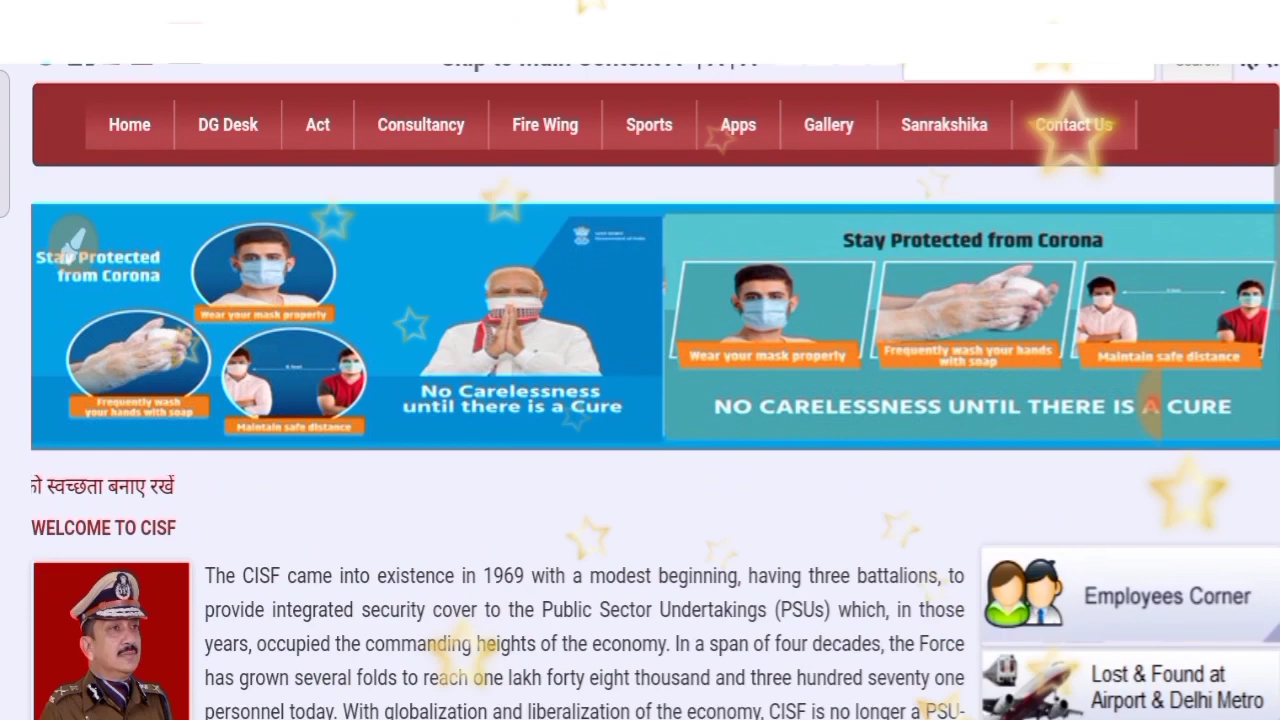 Home DG Desk Act Consultancy Fire Wing Sports Apps Gallery Sanrakshika Contact Us
Stay Protected
from Corona
Wear your mask properly
Frequently wash
your hands with soap
Maintain safe distance
No Carelessness
until there is a Cure
Stay Protected from Corona
Wear your mask properly
Frequently wash your hands
with soap
Maintain safe distance
NO CARELESSNESS UNTIL THERE IS A CURE
स्वच्छता बनाए रखें
WELCOME TO CISF
The CISF came into existence in 1969 with a modest beginning, having three battalions, to
provide integrated security cover to the Public Sector Undertakings (PSUs) which, in those
years, occupied the commanding heights of the economy. In a span of four decades, the Force
has grown several folds to reach one lakh forty eight thousand and three hundred seventy one
personnel today. With globalization and liberalization of the economy, CISF is no longer a PSU-
Employees Corner
Lost & Found at
Airport & Delhi Metro